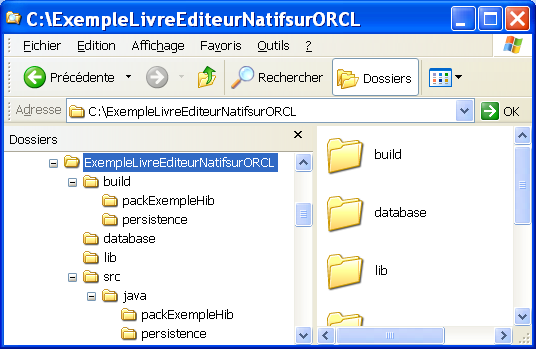 C:\ExempleLivreEditeurNatifsurORCL
Fichier Edition Affichage Favoris Outils ?
Précédente Rechercher Dossiers
Adresse C:\ExempleLivreEditeurNatifsurORCL OK
Dossiers
ExempleLivreEditeurNatifsurORCL
build
packExempleHib
persistence
database
lib
src
java
packExempleHib
persistence
build
database
lib